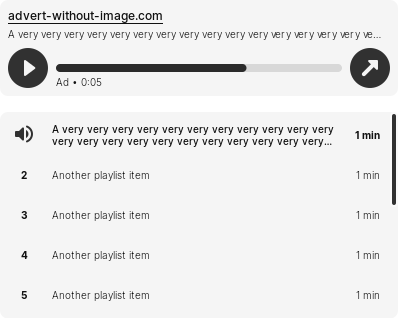 advert-without-image.com
A very very very very very very very very very very very very very very very ve...
Ad • 0:05
A very very very very very very very very very very very
very very very very very very very very very very very...
1 min
2 Another playlist item 1 min
3 Another playlist item 1 min
4 Another playlist item 1 min
5 Another playlist item 1 min